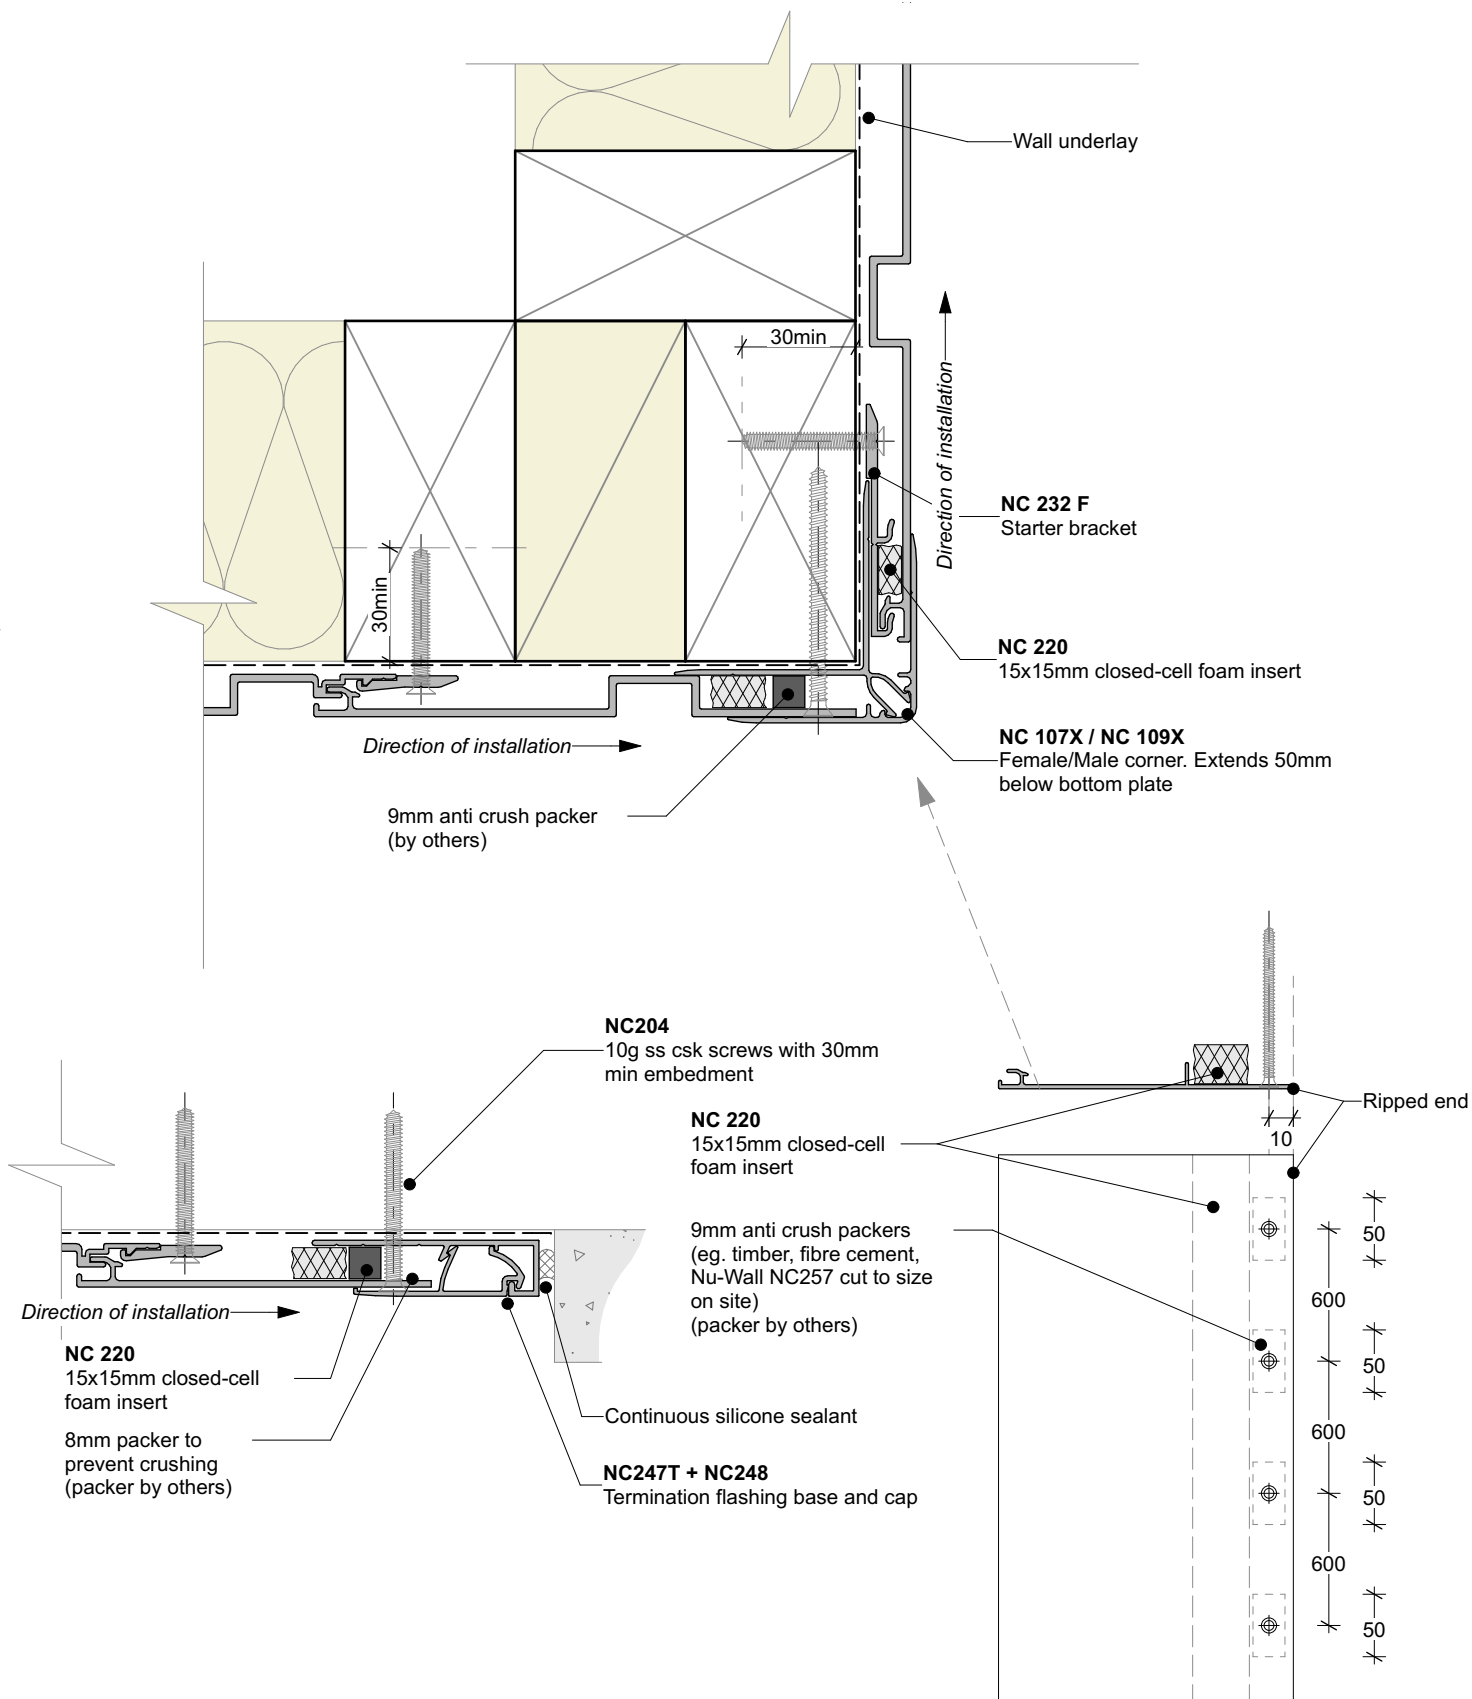 Wall underlay
30min
Direction of installation
NC 232 F
Starter bracket
30min
NC 220
15x15mm closed-cell foam insert
NC 107X / NC 109X
Female/Male corner. Extends 50mm
below bottom plate
Direction of installation
9mm anti crush packer
(by others)
NC204
10g ss csk screws with 30mm
min embedment
NC 220
15x15mm closed-cell
foam insert
Ripped end
10
9mm anti crush packers
(eg. timber, fibre cement,
Nu-Wall NC257 cut to size
on site)
(packer by others)
50
600
50
600
50
600
50
Direction of installation
NC 220
15x15mm closed-cell
foam insert
8mm packer to
prevent crushing
(packer by others)
Continuous silicone sealant
NC247T + NC248
Termination flashing base and cap